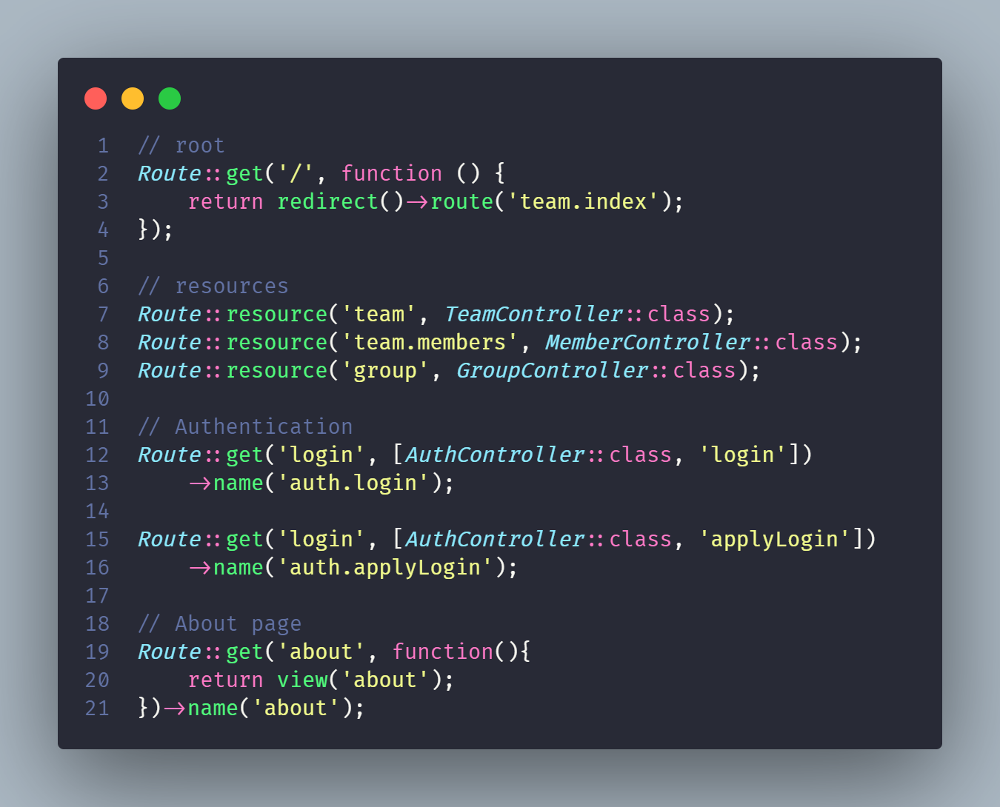 1 // root
2 Route::get('/', function () {
3     return redirect()->route('team.index');
4 });
5
6 // resources
7 Route::resource('team', TeamController::class);
8 Route::resource('team.members', MemberController::class);
9 Route::resource('group', GroupController::class);
10
11 // Authentication
12 Route::get('login', [AuthController::class, 'login'])
13     ->name('auth.login');
14
15 Route::get('login', [AuthController::class, 'applyLogin'])
16     ->name('auth.applyLogin');
17
18 // About page
19 Route::get('about', function(){
20     return view('about');
21 })->name('about');